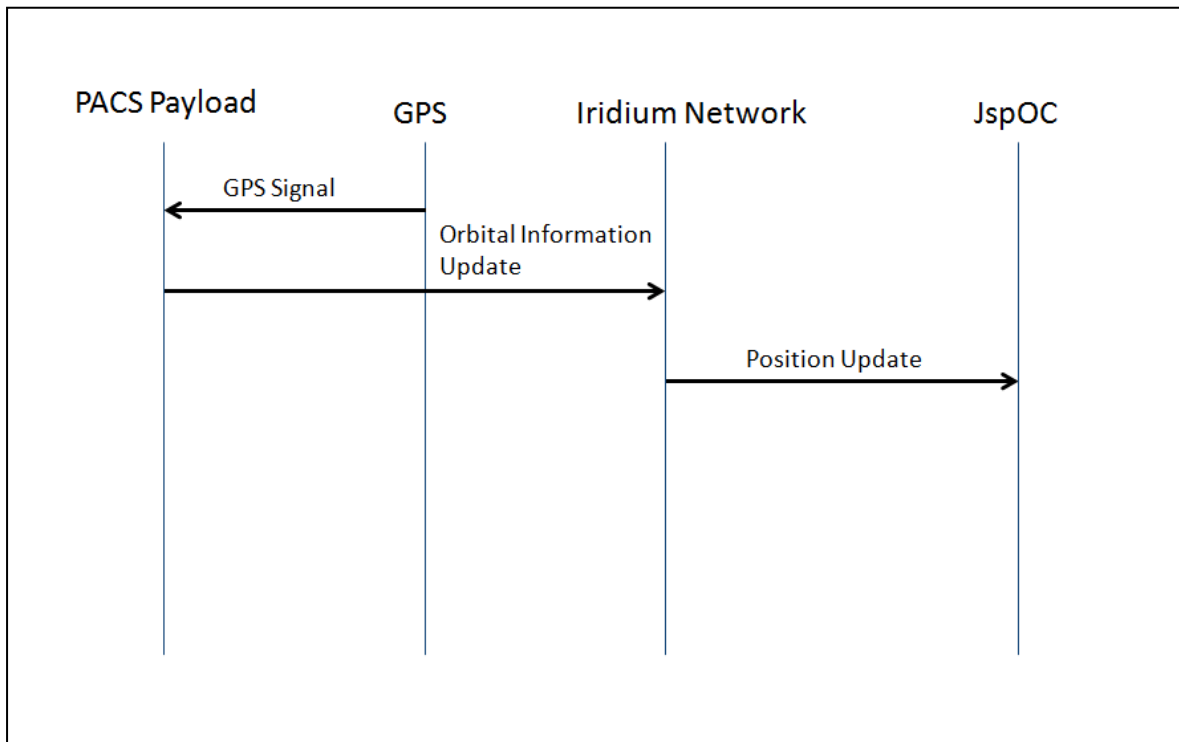 PACS Payload
GPS
Iridium Network
JspOC
GPS Signal
Orbital Information
Update
Position Update